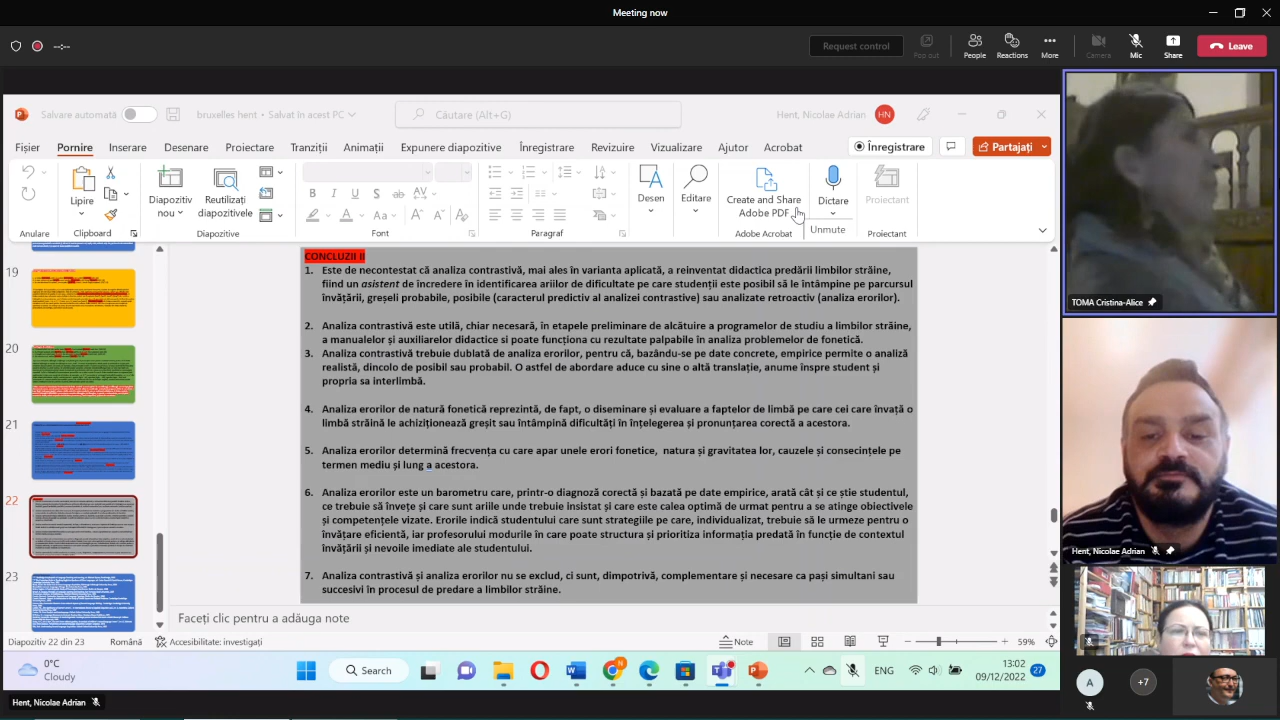 Meeting now
Request control
Pop out
People
Reactions
More
Camera
Mic
Share
Leave
Salvare automată
bruxelles hent • Salvat în acest PC
Căutare (Alt+G)
Hent, Nicolae Adrian
HN
Fișier
Pornire
Inserare
Desenare
Proiectare
Tranziții
Animații
Expunere diapozitive
Înregistrare
Revizuire
Vizualizare
Ajutor
Acrobat
Înregistrare
Partajați
Lipire
Diapozitiv nou
Reutilizați diapozitivele
Desen
Editare
Create and Share Adobe PDF
Dictare
Proiectant
Unmute
Anulare
Clipboard
Diapozitive
Font
Paragraf
Adobe Acrobat
Proiectant
CONCLUZII II
1. Este de necontestat că analiza contrastivă, mai ales în varianta aplicată, a reinventat didactica predării limbilor străine,
fiind un asistent de încredere în identificarea ariilor de dificultate pe care studenții este posibil să le întâmpine pe parcursul
învățării, greșeli probabile, posibile (caracterul predictiv al analizei contrastive) sau analizate retroactiv (analiza erorilor).
2. Analiza contrastivă este utilă, chiar necesară, în etapele preliminare de alcătuire a programelor de studiu a limbilor străine,
a manualelor și auxiliarelor didactice și poate funcționa cu rezultate palpabile în analiza problemelor de fonetică.
3. Analiza contrastivă trebuie dublată de analiza erorilor, pentru că, bazându-se pe date concrete, empirice permite o analiză
realistă, dincolo de posibil sau probabil. O astfel de abordare aduce cu sine o altă translație, anume înspre student și
propria sa interlimbă.
4. Analiza erorilor de natură fonetică reprezintă, de fapt, o diseminare și evaluare a faptelor de limbă pe care cei care învață o
limbă străină le achiziționează greșit sau întâmpină dificultăți în înțelegerea și pronunțarea corectă a acestora.
5. Analiza erorilor determină frecvența cu care apar unele erori fonetice, natura și gravitatea lor, cauzele și consecințele pe
termen mediu și lung a acestora.
6. Analiza erorilor este un barometru care, printr-o diagnoză corectă și bazată pe date empirice, arată cât și ce știe studentul,
ce trebuie să învețe și care sunt ariile unde trebuie insistat și care este calea optimă de urmat pentru a se atinge obiectivele
și competențele vizate. Erorile indică studentului care sunt strategiile pe care, individualizat, trebuie să le urmeze pentru o
învățare eficientă, iar profesorului, modurile în care poate structura și prioritiza informația predată în funcție de contextul
învățării și nevoile imediate ale studentului.
7. Analiza contrastivă și analiza erorilor nu se exclud, ci sunt, dimpotrivă, complementare și necesare ca pași simultani sau
succesivi în procesul de predare a limbilor străine.
19
20
21
22
23
Faceți clic pentru a adăuga note
Diapozitiv 22 din 23
Română
Accesibilitate: investigați
Note
59%
0°C
Cloudy
Search
ENG
13:02
09/12/2022
27
Hent, Nicolae Adrian
TOMA Cristina-Alice
Hent, Nicolae Adrian
A
+7